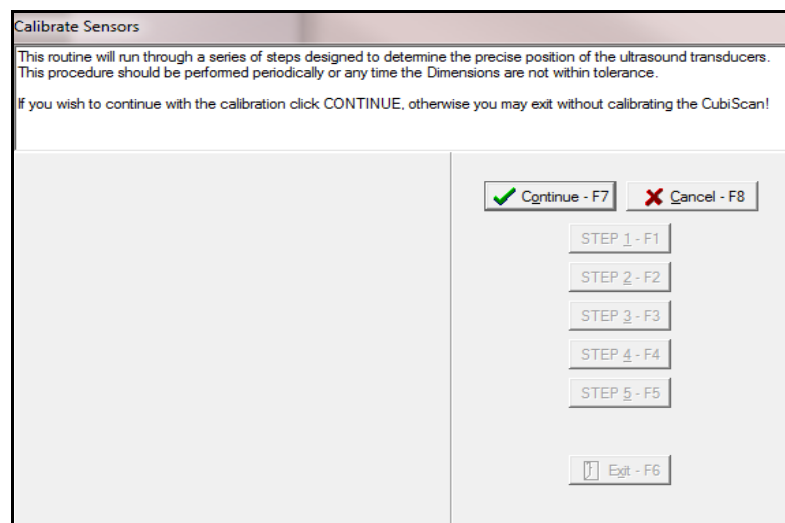 Calibrate Sensors
This routine will run through a series of steps designed to determine the precise position of the ultrasound transducers.
This procedure should be performed periodically or any time the Dimensions are not within tolerance.
If you wish to continue with the calibration click CONTINUE, otherwise you may exit without calibrating the CubiScan!
Continue - F7 Cancel - F8
STEP 1 - F1
STEP 2 - F2
STEP 3 - F3
STEP 4 - F4
STEP 5 - F5
Exit - F6